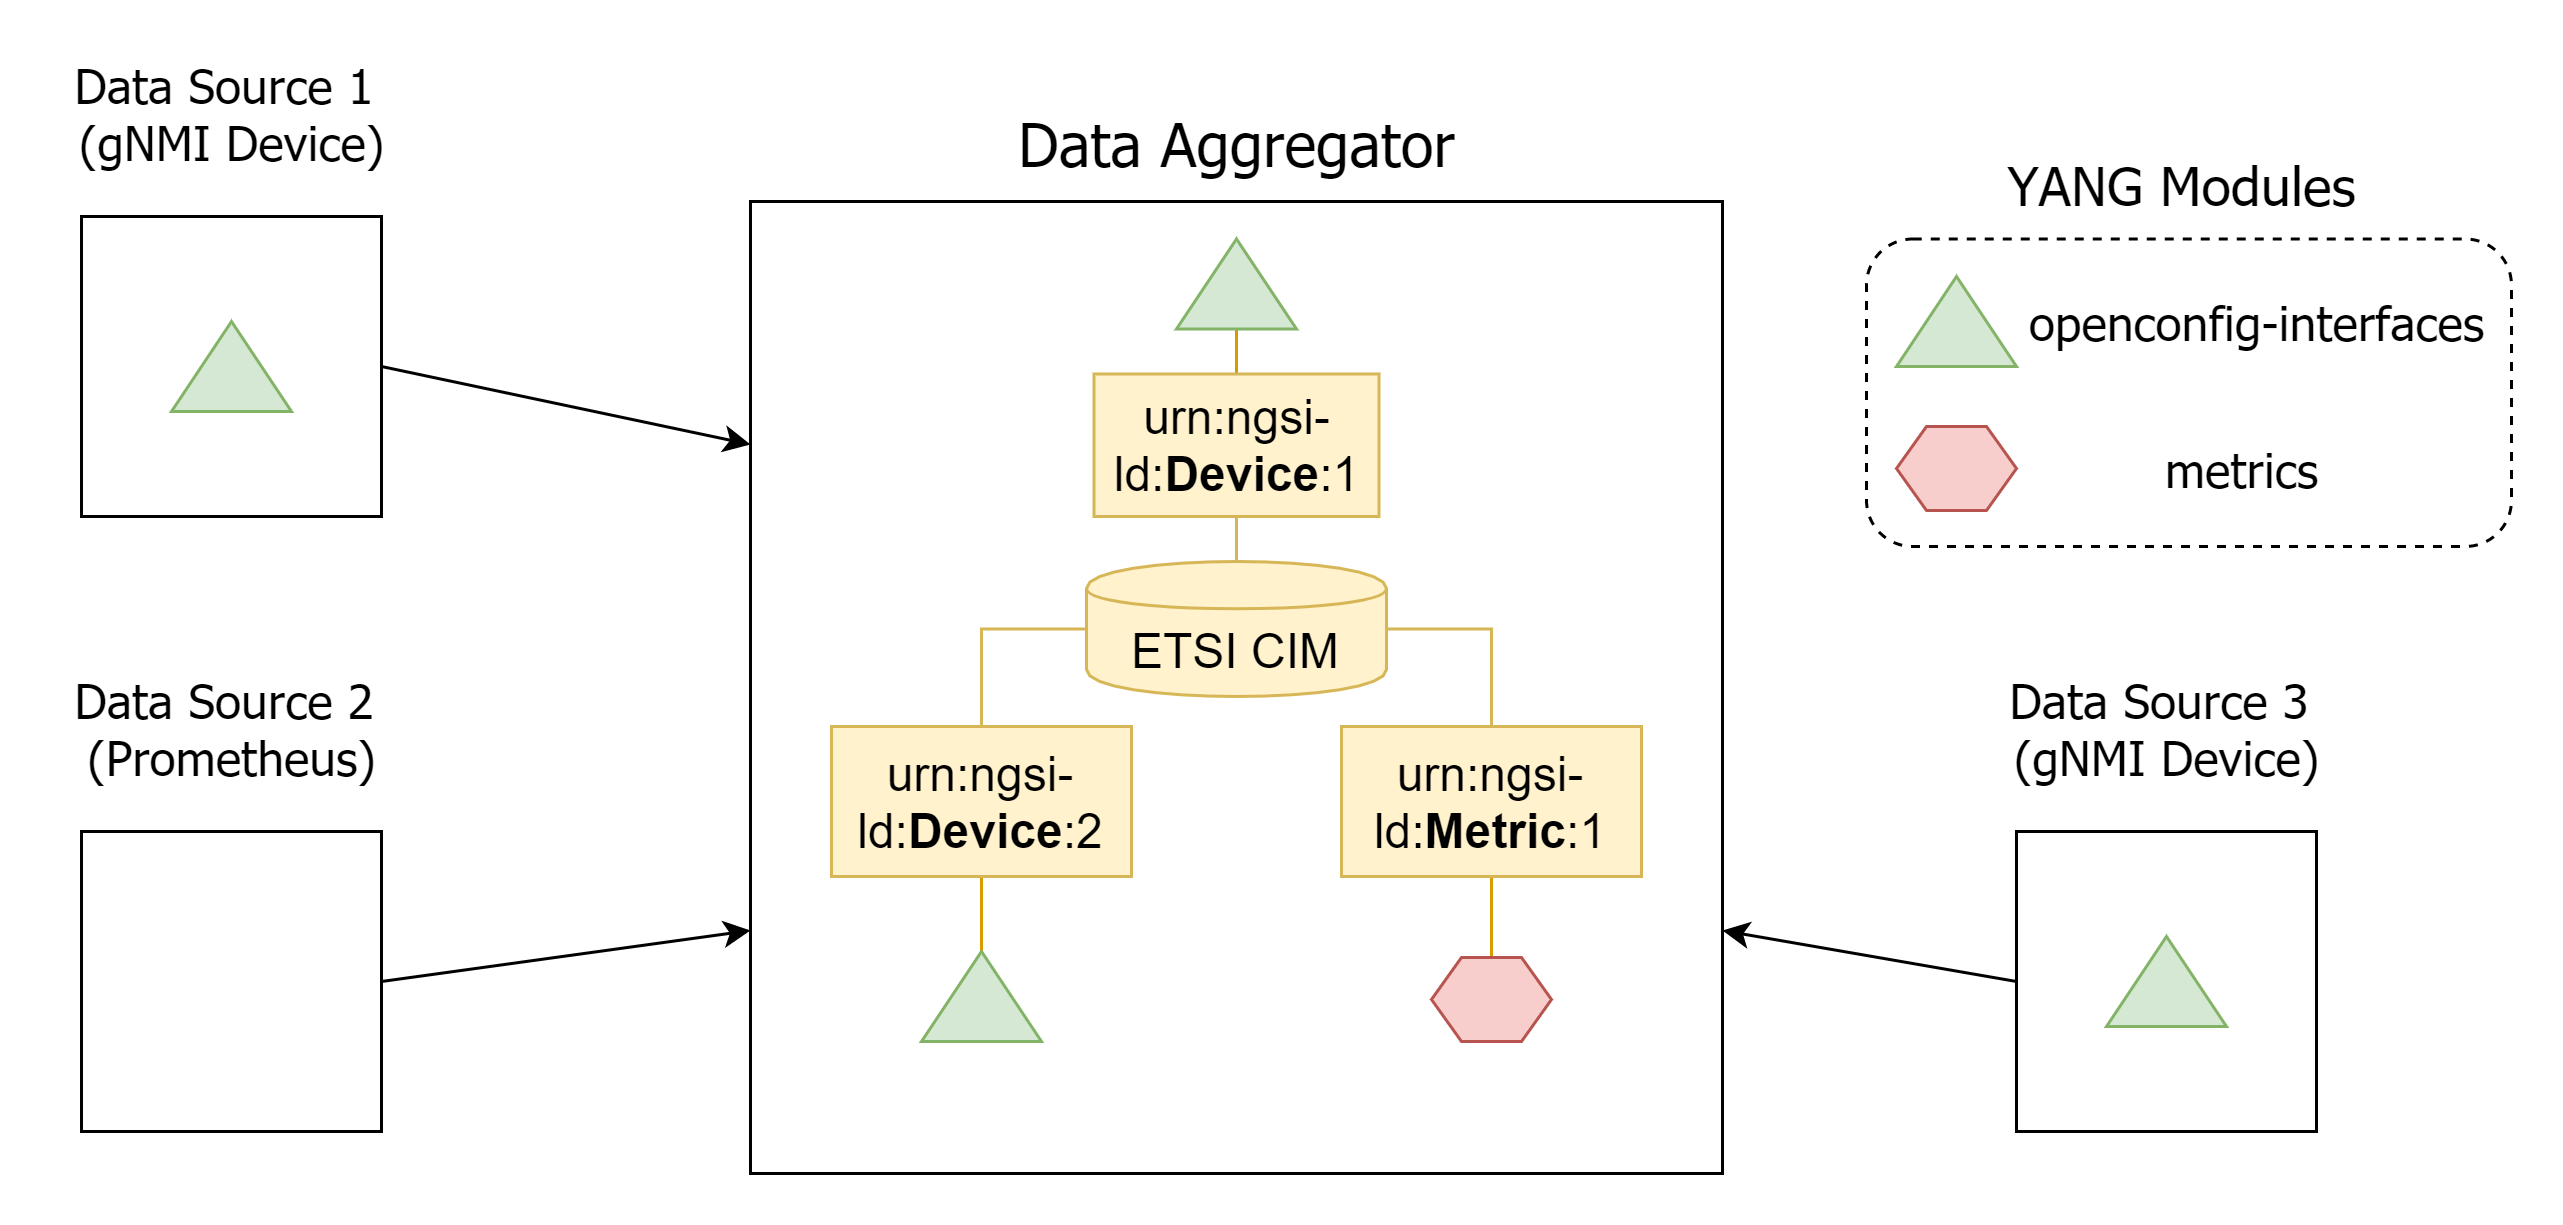 Data Source 1
(gNMI Device)
Data Aggregator
YANG Modules
openconfig-interfaces
metrics
urn:ngsi-
ld:Device:1
ETSI CIM
Data Source 2
(Prometheus)
urn:ngsi-
ld:Device:2
urn:ngsi-
ld:Metric:1
Data Source 3
(gNMI Device)